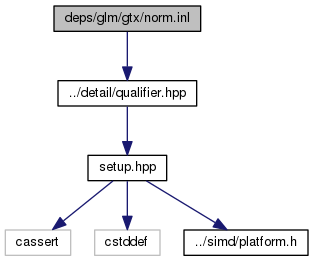 deps/glm/gtx/norm.inl
../detail/qualifier.hpp
setup.hpp
cassert
cstddef
../simd/platform.h